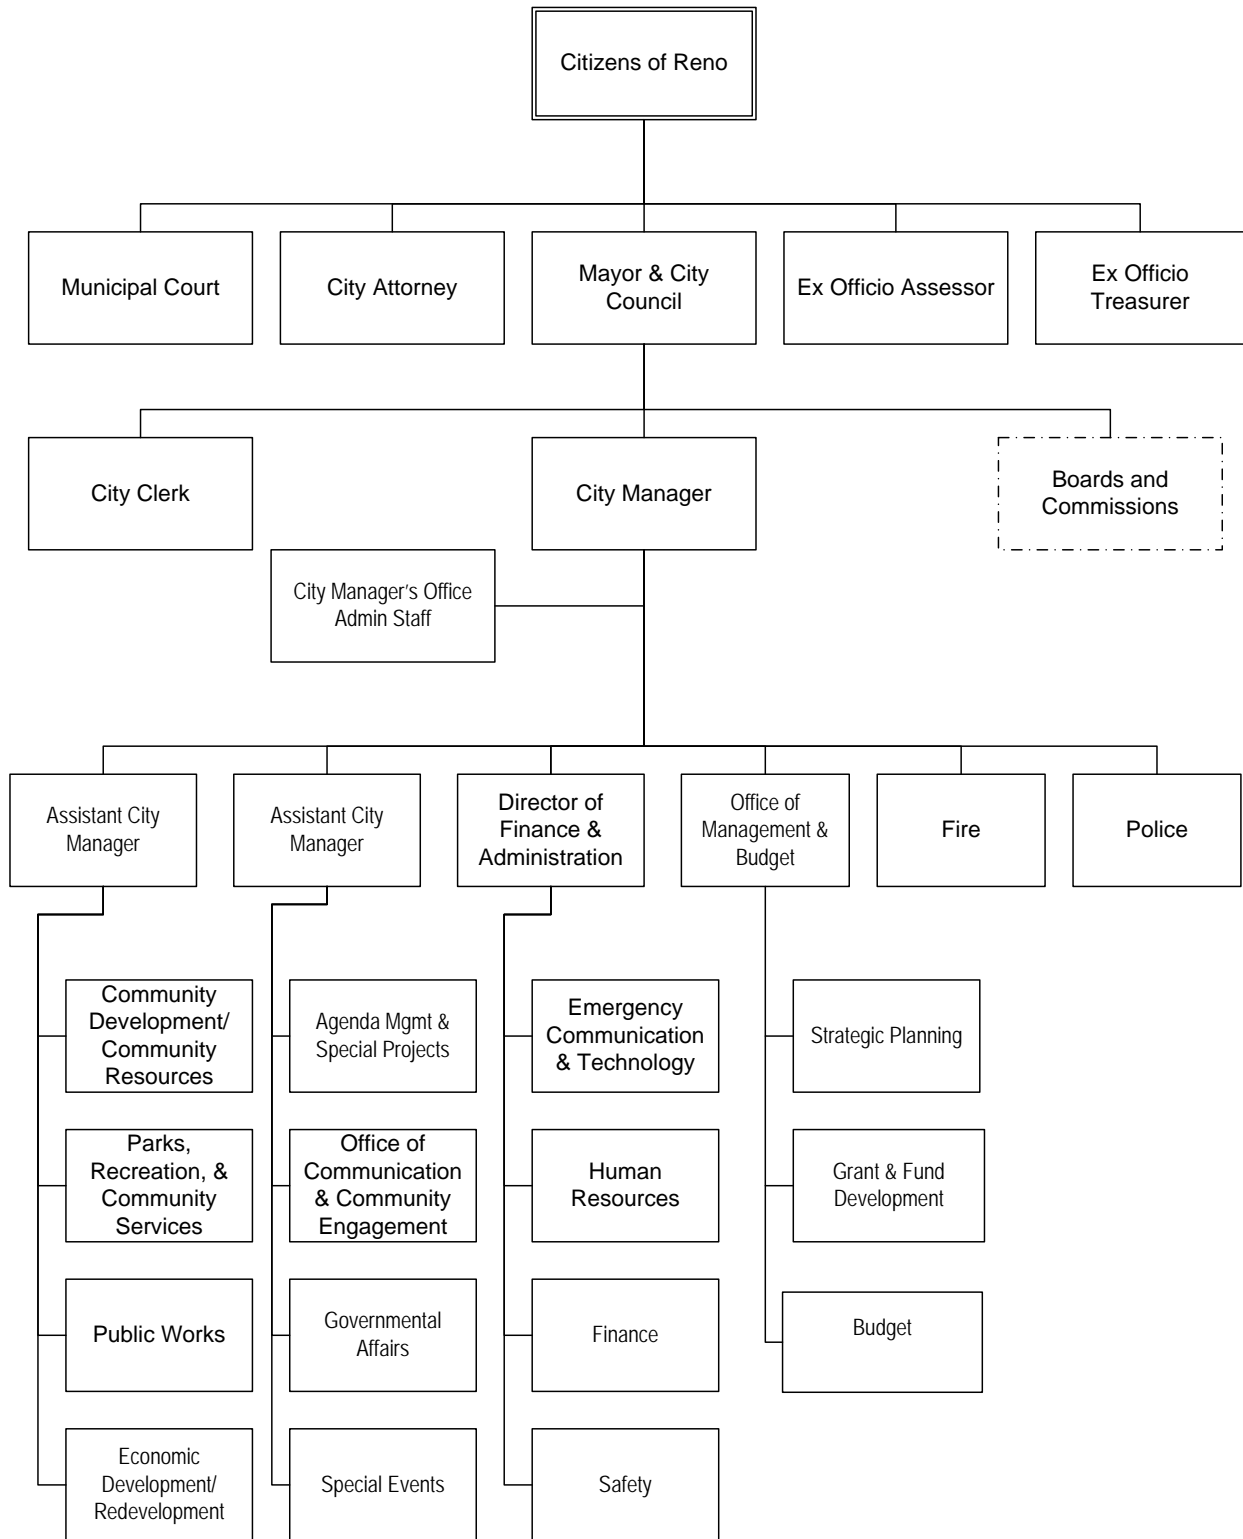 Citizens of Reno
Municipal Court
City Attorney
Mayor & City
Council
Ex Officio Assessor
Ex Officio
Treasurer
City Clerk
City Manager
Boards and
Commissions
City Manager's Office
Admin Staff
Assistant City
Manager
Assistant City
Manager
Director of
Finance &
Administration
Office of
Management &
Budget
Fire
Police
Community
Development/
Community
Resources
Agenda Mgmt &
Special Projects
Emergency
Communication
& Technology
Strategic Planning
Parks,
Recreation, &
Community
Services
Office of
Communication
& Community
Engagement
Human
Resources
Grant & Fund
Development
Public Works
Governmental
Affairs
Finance
Budget
Economic
Development/
Redevelopment
Special Events
Safety